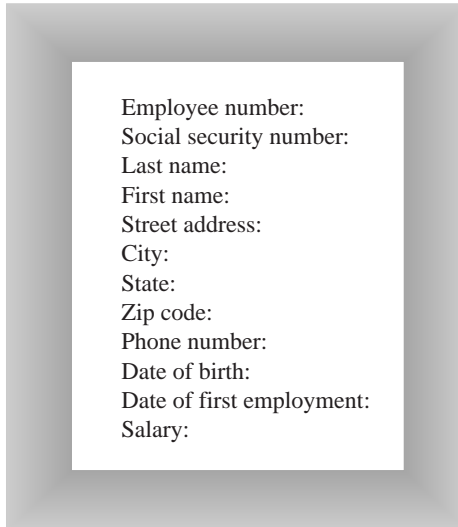 Employee number:
Social security number:
Last name:
First name:
Street address:
City:
State:
Zip code:
Phone number:
Date of birth:
Date of first employment:
Salary: